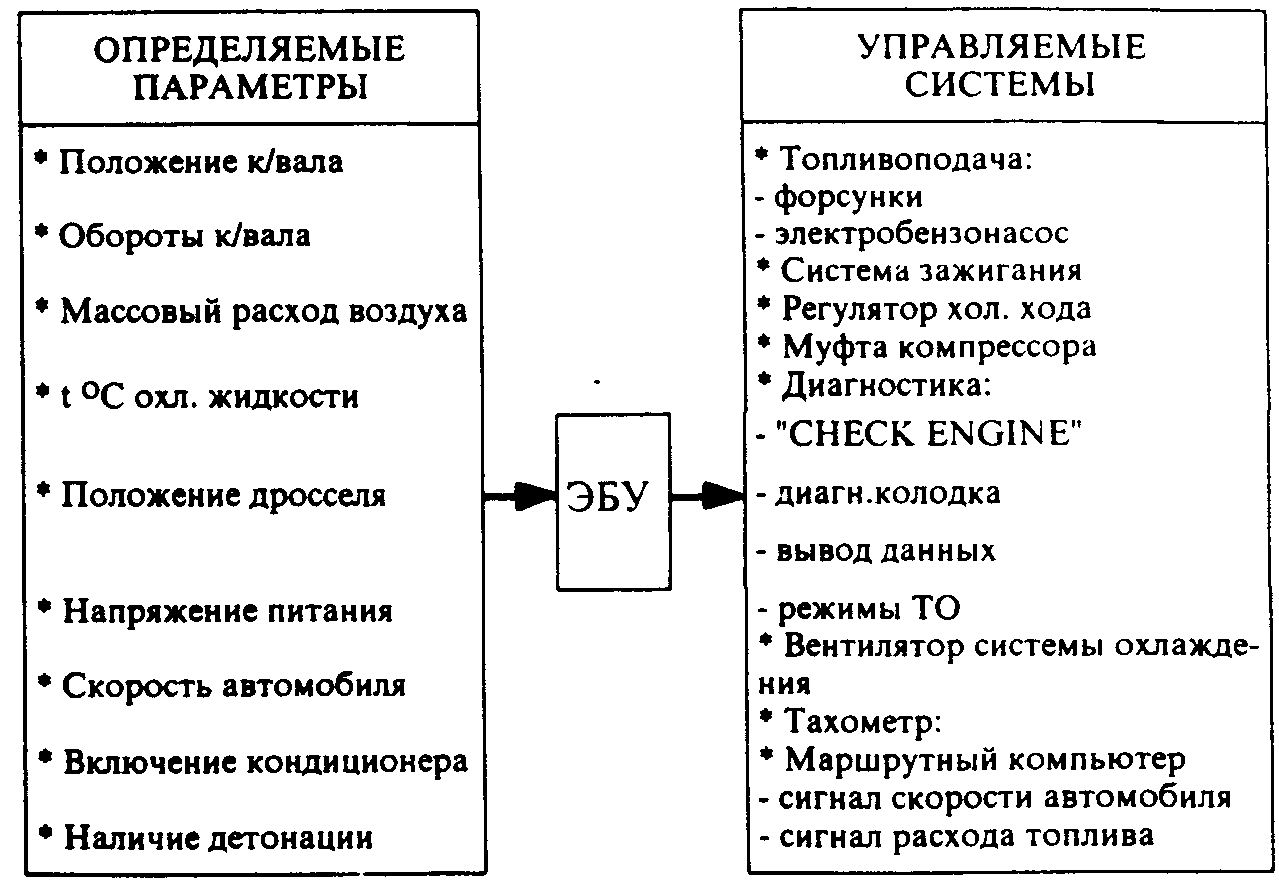 ОПРЕДЕЛЯЕМЫЕ
ПАРАМЕТРЫ
* Положение к/вала
* Обороты к/вала
* Массовый расход воздуха
* t ºС охл. жидкости
* Положение дросселя
* Напряжение питания
* Скорость автомобиля
* Включение кондиционера
* Наличие детонации
ЭБУ
УПРАВЛЯЕМЫЕ
СИСТЕМЫ
* Топливоподача:
- форсунки
- электробензонасос
* Система зажигания
* Регулятор хол. хода
* Муфта компрессора
* Диагностика:
- "CHECK ENGINE"
- диагн.колодка
- вывод данных
- режимы ТО
* Вентилятор системы охлажде-
ния
* Тахометр:
* Маршрутный компьютер
- сигнал скорости автомобиля
- сигнал расхода топлива